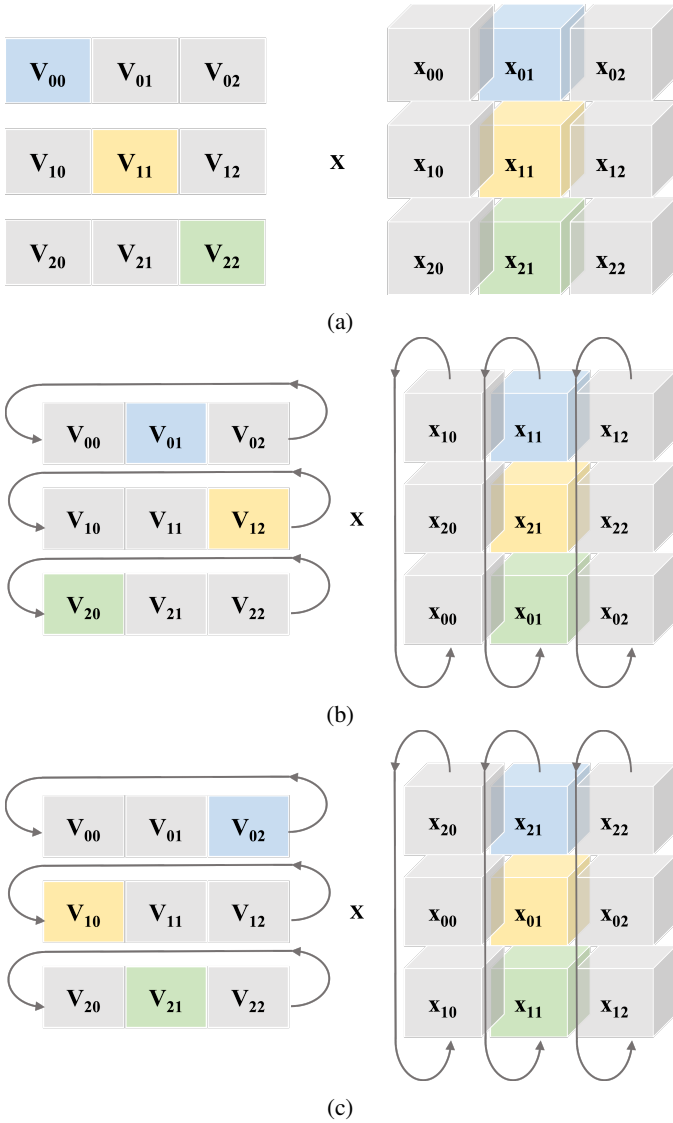 V₀₀ V₀₁ V₀₂ x₀₀ x₀₁ x₀₂
V₁₀ V₁₁ V₁₂ x x₁₀ x₁₁ x₁₂
V₂₀ V₂₁ V₂₂ x₂₀ x₂₁ x₂₂
(a)
V₀₀ V₀₁ V₀₂ x₁₀ x₁₁ x₁₂
V₁₀ V₁₁ V₁₂ x x₂₀ x₂₁ x₂₂
V₂₀ V₂₁ V₂₂ x₀₀ x₀₁ x₀₂
(b)
V₀₀ V₀₁ V₀₂ x₂₀ x₂₁ x₂₂
V₁₀ V₁₁ V₁₂ x x₀₀ x₀₁ x₀₂
V₂₀ V₂₁ V₂₂ x₁₀ x₁₁ x₁₂
(c)